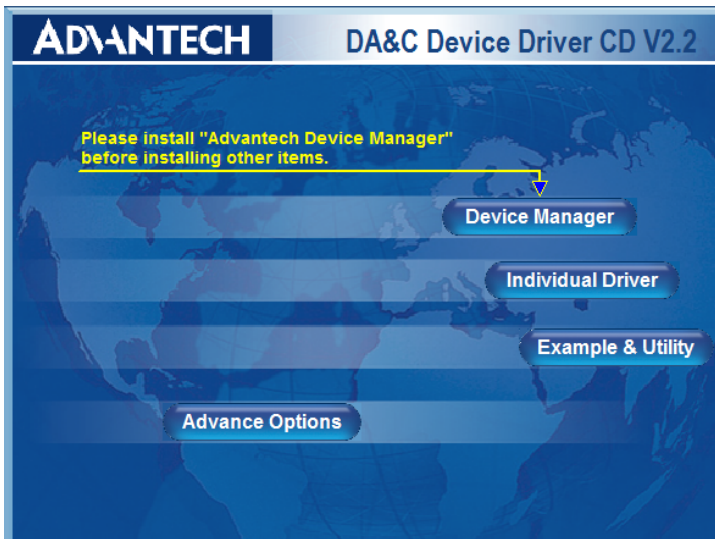 ADVANTECH
DA&C Device Driver CD V2.2
Please install "Advantech Device Manager"
before installing other items.
Device Manager
Individual Driver
Example & Utility
Advance Options